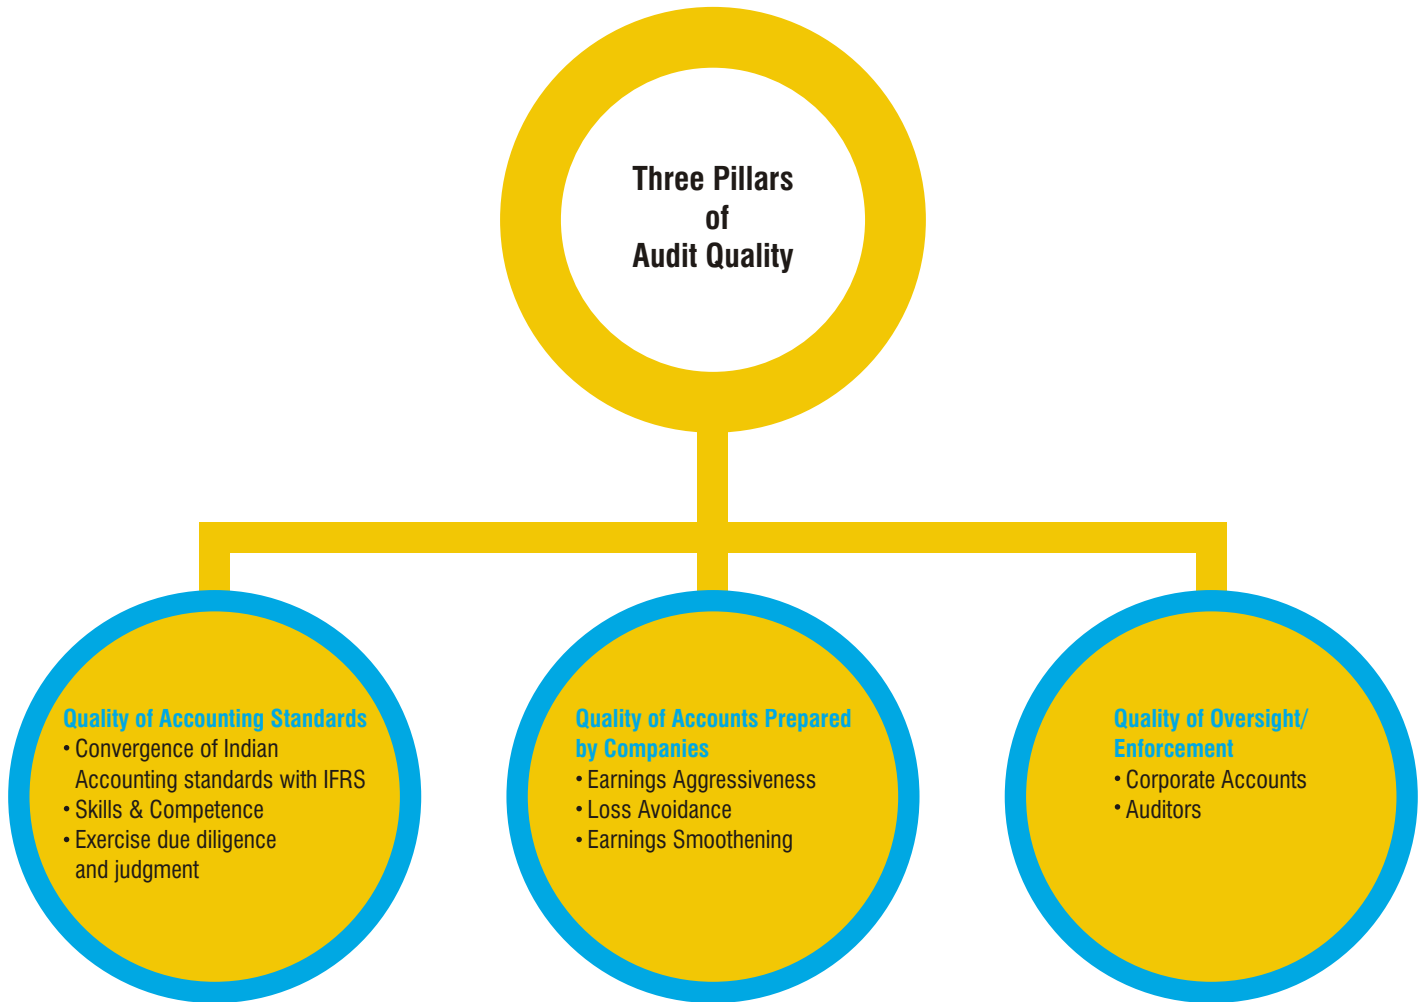 Three Pillars
of
Audit Quality
Quality of Accounting Standards
• Convergence of Indian
Accounting standards with IFRS
• Skills & Competence
• Exercise due diligence
and judgment
Quality of Accounts Prepared
by Companies
• Earnings Aggressiveness
• Loss Avoidance
• Earnings Smoothening
Quality of Oversight/
Enforcement
• Corporate Accounts
• Auditors